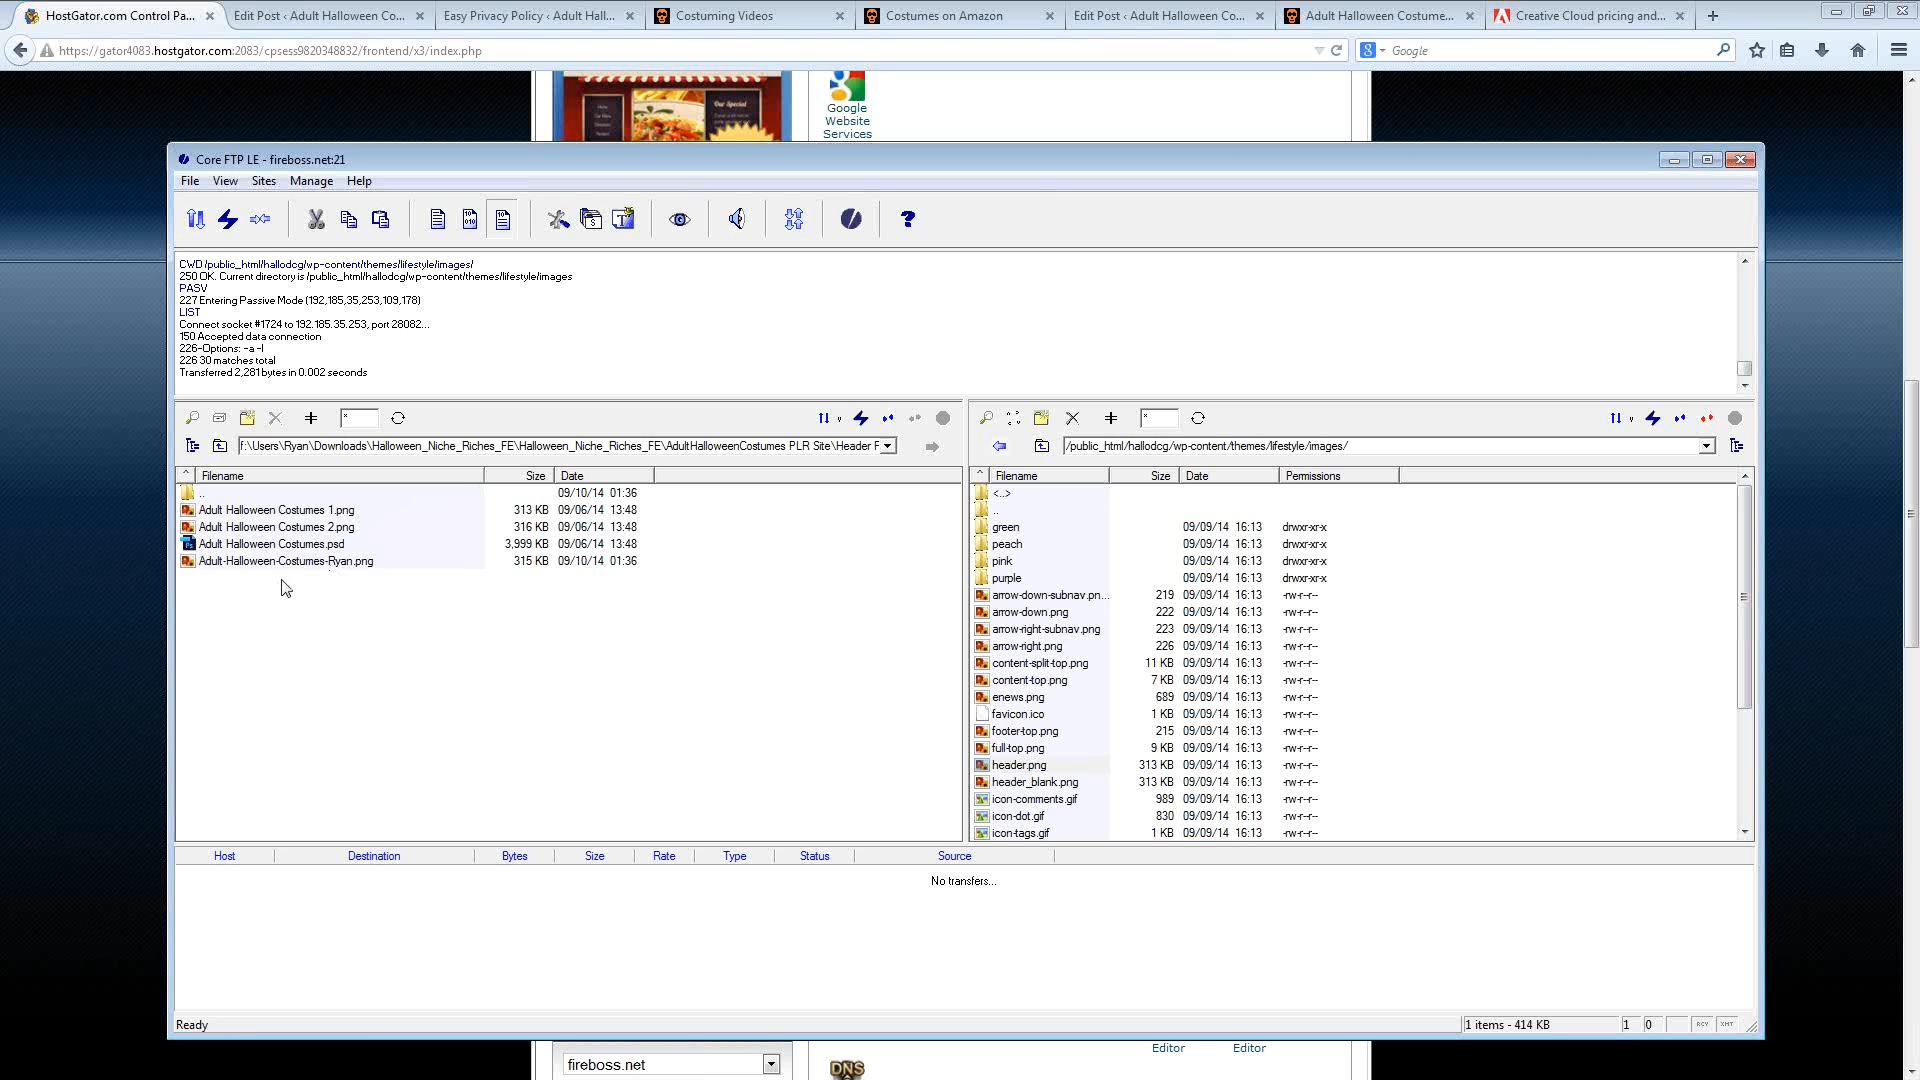 HostGator.com Control Pa...
Edit Post ‹ Adult Halloween Co...
Easy Privacy Policy ‹ Adult Hall...
Costuming Videos
Costumes on Amazon
Edit Post ‹ Adult Halloween Co...
Adult Halloween Costume...
Creative Cloud pricing and...
https://gator4083.hostgator.com:2083/cpsess9820348832/frontend/x3/index.php
Google
Our Special
Google
Website
Services
Core FTP LE - fireboss.net:21
File View Sites Manage Help
CWD /public_html/hallodcg/wp-content/themes/lifestyle/images/
250 OK. Current directory is /public_html/hallodcg/wp-content/themes/lifestyle/images
PASV
227 Entering Passive Mode (192,185,35,253,109,178)
LIST
Connect socket #1724 to 192.185.35.253, port 28082...
150 Accepted data connection
226-Options: -a -l
226 30 matches total
Transferred 2,281 bytes in 0.002 seconds
f:\Users\Ryan\Downloads\Halloween_Niche_Riches_FE\Halloween_Niche_Riches_FE\AdultHalloweenCostumes PLR Site\Header F
Filename Size Date
.. 09/10/14 01:36
Adult Halloween Costumes 1.png 313 KB 09/06/14 13:48
Adult Halloween Costumes 2.png 316 KB 09/06/14 13:48
Adult Halloween Costumes.psd 3,999 KB 09/06/14 13:48
Adult-Halloween-Costumes-Ryan.png 315 KB 09/10/14 01:36
/public_html/hallodcg/wp-content/themes/lifestyle/images/
Filename Size Date Permissions
<..>
..
green 09/09/14 16:13 drwxr-xr-x
peach 09/09/14 16:13 drwxr-xr-x
pink 09/09/14 16:13 drwxr-xr-x
purple 09/09/14 16:13 drwxr-xr-x
arrow-down-subnav.pn... 219 09/09/14 16:13 -rw-r--r--
arrow-down.png 222 09/09/14 16:13 -rw-r--r--
arrow-right-subnav.png 223 09/09/14 16:13 -rw-r--r--
arrow-right.png 226 09/09/14 16:13 -rw-r--r--
content-split-top.png 11 KB 09/09/14 16:13 -rw-r--r--
content-top.png 7 KB 09/09/14 16:13 -rw-r--r--
enews.png 689 09/09/14 16:13 -rw-r--r--
favicon.ico 1 KB 09/09/14 16:13 -rw-r--r--
footer-top.png 215 09/09/14 16:13 -rw-r--r--
full-top.png 9 KB 09/09/14 16:13 -rw-r--r--
header.png 313 KB 09/09/14 16:13 -rw-r--r--
header_blank.png 313 KB 09/09/14 16:13 -rw-r--r--
icon-comments.gif 989 09/09/14 16:13 -rw-r--r--
icon-dot.gif 830 09/09/14 16:13 -rw-r--r--
icon-tags.gif 1 KB 09/09/14 16:13 -rw-r--r--
Host Destination Bytes Size Rate Type Status Source
No transfers...
Ready
1 items - 414 KB 1 0 RCV XMT
Editor Editor
fireboss.net
DNS